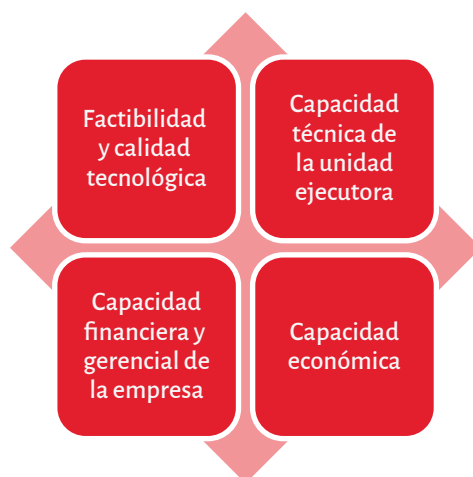 Factibilidad
y calidad
tecnológica
Capacidad
técnica de
la unidad
ejecutora
Capacidad
financiera y
gerencial de
la empresa
Capacidad
económica